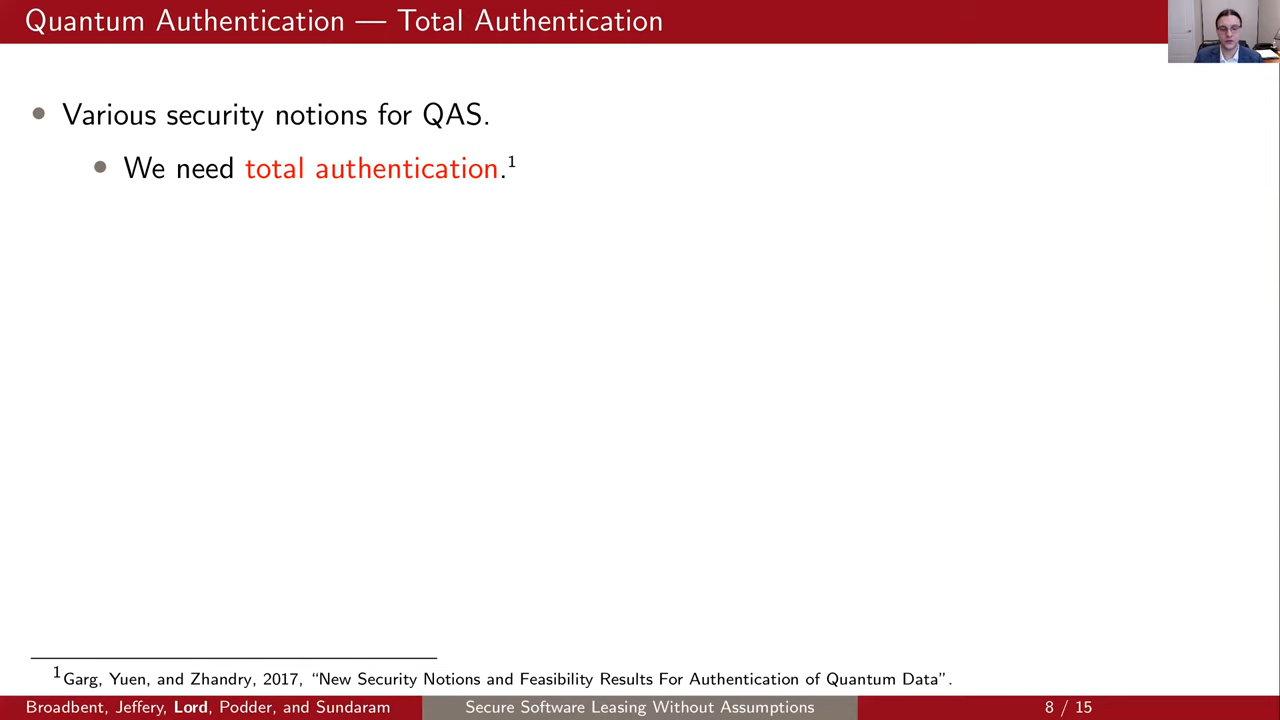 Quantum Authentication — Total Authentication
• Various security notions for QAS.
• We need total authentication.¹
¹Garg, Yuen, and Zhandry, 2017, “New Security Notions and Feasibility Results For Authentication of Quantum Data”.
Broadbent, Jeffery, Lord, Podder, and Sundaram Secure Software Leasing Without Assumptions 8 / 15